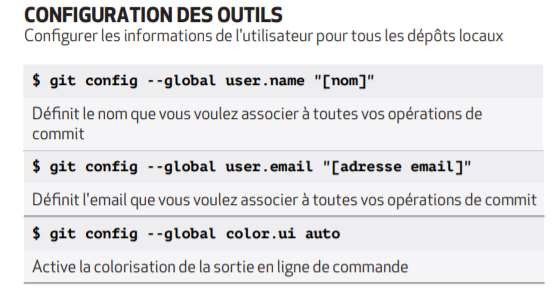 CONFIGURATION DES OUTILS
Configurer les informations de l'utilisateur pour tous les dépôts locaux
$ git config --global user.name "[nom]"
Définit le nom que vous voulez associer à toutes vos opérations de
commit
$ git config --global user.email "[adresse email]"
Définit l'email que vous voulez associer à toutes vos opérations de commit
$ git config --global color.ui auto
Active la colorisation de la sortie en ligne de commande